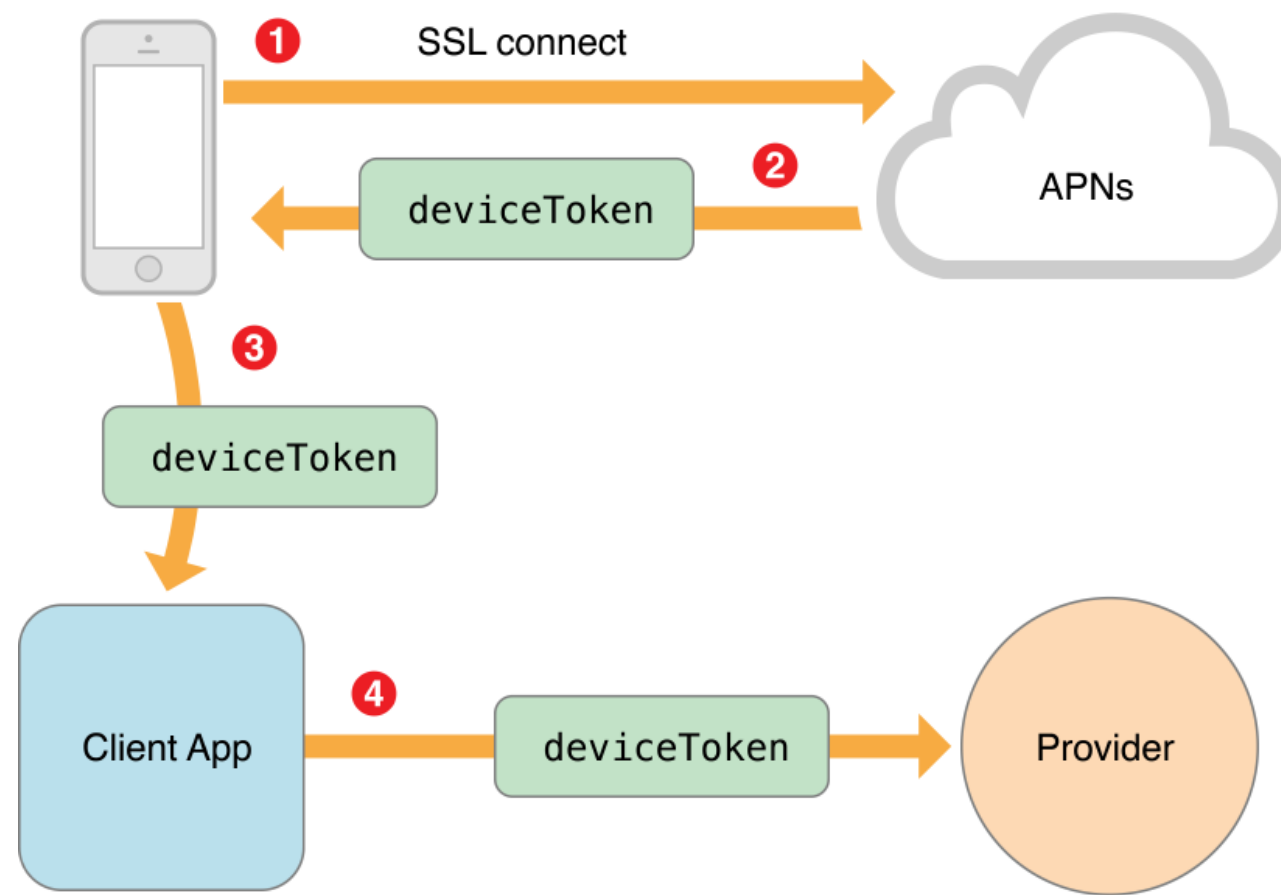 1
SSL connect
2
deviceToken
APNs
3
deviceToken
4
Client App
deviceToken
Provider